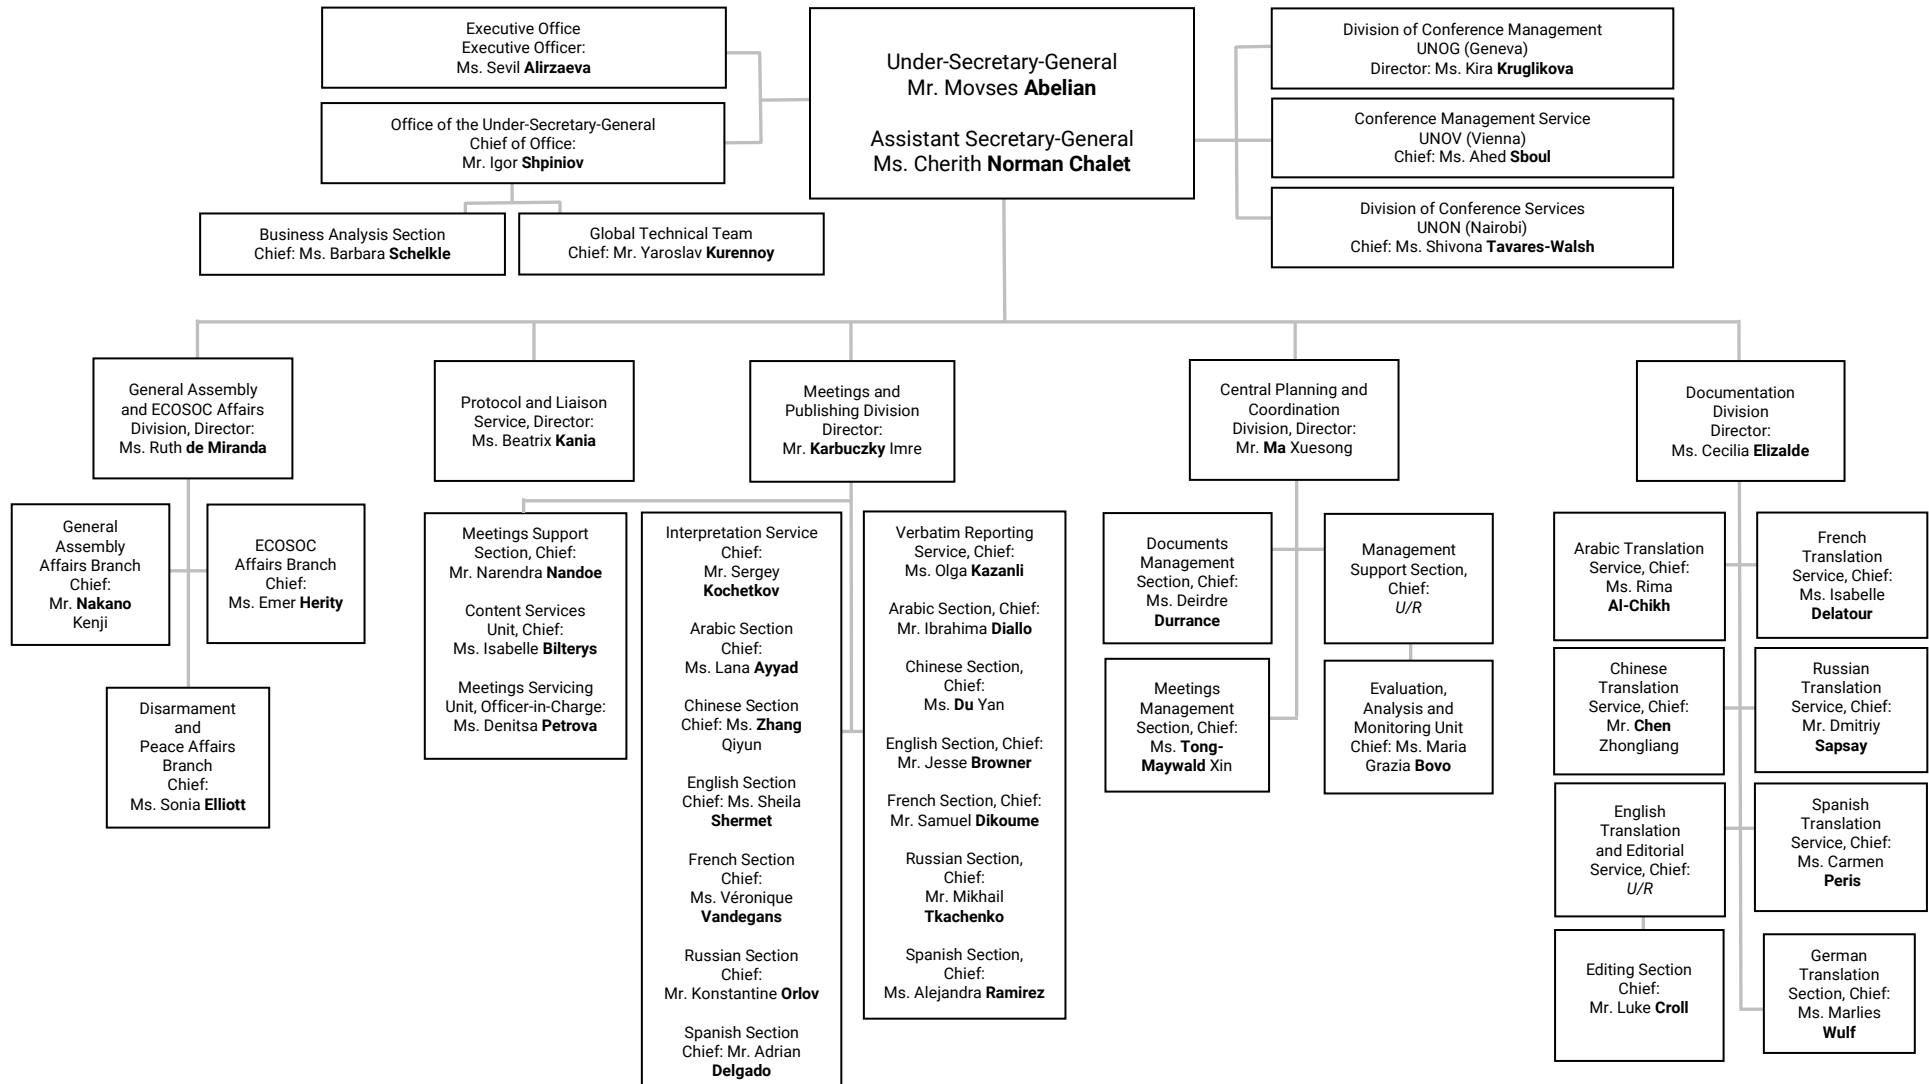 Executive Office
Executive Officer:
Ms. Sevil Alirzaeva
Office of the Under-Secretary-General
Chief of Office:
Mr. Igor Shpiniov
Business Analysis Section
Chief: Ms. Barbara Schelkle
Global Technical Team
Chief: Mr. Yaroslav Kurennoy
Under-Secretary-General
Mr. Movses Abelian
Assistant Secretary-General
Ms. Cherith Norman Chalet
Division of Conference Management
UNOG (Geneva)
Director: Ms. Kira Kruglikova
Conference Management Service
UNOV (Vienna)
Chief: Ms. Ahed Sboul
Division of Conference Services
UNON (Nairobi)
Chief: Ms. Shivona Tavares-Walsh
General Assembly
and ECOSOC Affairs
Division, Director:
Ms. Ruth de Miranda
General
Assembly
Affairs Branch
Chief:
Mr. Nakano
Kenji
ECOSOC
Affairs Branch
Chief:
Ms. Emer Herity
Disarmament
and
Peace Affairs
Branch
Chief:
Ms. Sonia Elliott
Protocol and Liaison
Service, Director:
Ms. Beatrix Kania
Meetings and
Publishing Division
Director:
Mr. Karbuczky Imre
Meetings Support
Section, Chief:
Mr. Narendra Nandoe
Content Services
Unit, Chief:
Ms. Isabelle Bilterys
Meetings Servicing
Unit, Officer-in-Charge:
Ms. Denitsa Petrova
Interpretation Service
Chief:
Mr. Sergey
Kochetkov
Arabic Section
Chief:
Ms. Lana Ayyad
Chinese Section
Chief: Ms. Zhang
Qiyun
English Section
Chief: Ms. Sheila
Shermet
French Section
Chief:
Ms. Véronique
Vandegans
Russian Section
Chief:
Mr. Konstantine Orlov
Spanish Section
Chief: Mr. Adrian
Delgado
Verbatim Reporting
Service, Chief:
Ms. Olga Kazanli
Arabic Section, Chief:
Mr. Ibrahima Diallo
Chinese Section,
Chief:
Ms. Du Yan
English Section, Chief:
Mr. Jesse Browner
French Section, Chief:
Mr. Samuel Dikoume
Russian Section,
Chief:
Mr. Mikhail
Tkachenko
Spanish Section,
Chief:
Ms. Alejandra Ramirez
Central Planning and
Coordination
Division, Director:
Mr. Ma Xuesong
Documents
Management
Section, Chief:
Ms. Deirdre
Durrance
Management
Support Section,
Chief:
U/R
Meetings
Management
Section, Chief:
Ms. Tong-
Maywald Xin
Evaluation,
Analysis and
Monitoring Unit
Chief: Ms. Maria
Grazia Bovo
Documentation
Division
Director:
Ms. Cecilia Elizalde
Arabic Translation
Service, Chief:
Ms. Rima
Al-Chikh
French
Translation
Service, Chief:
Ms. Isabelle
Delatour
Chinese
Translation
Service, Chief:
Mr. Chen
Zhongliang
Russian
Translation
Service, Chief:
Mr. Dmitriy
Sapsay
English
Translation
and Editorial
Service, Chief:
U/R
Spanish
Translation
Service, Chief:
Ms. Carmen
Peris
Editing Section
Chief:
Mr. Luke Croll
German
Translation
Section, Chief:
Ms. Marlies
Wulf